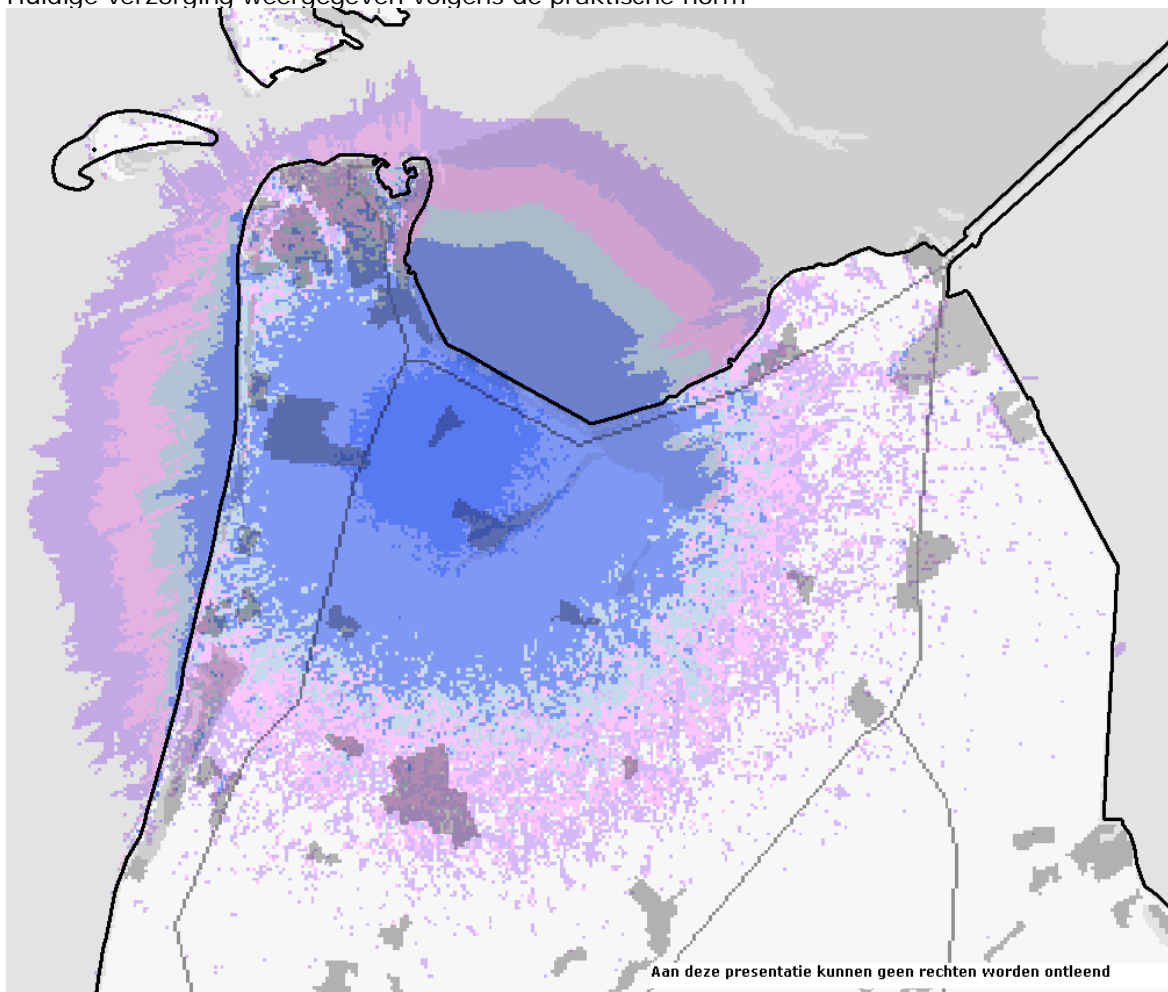 Huidige verzorging weergegeven volgens de praktische norm
Aan deze presentatie kunnen geen rechten worden ontleend